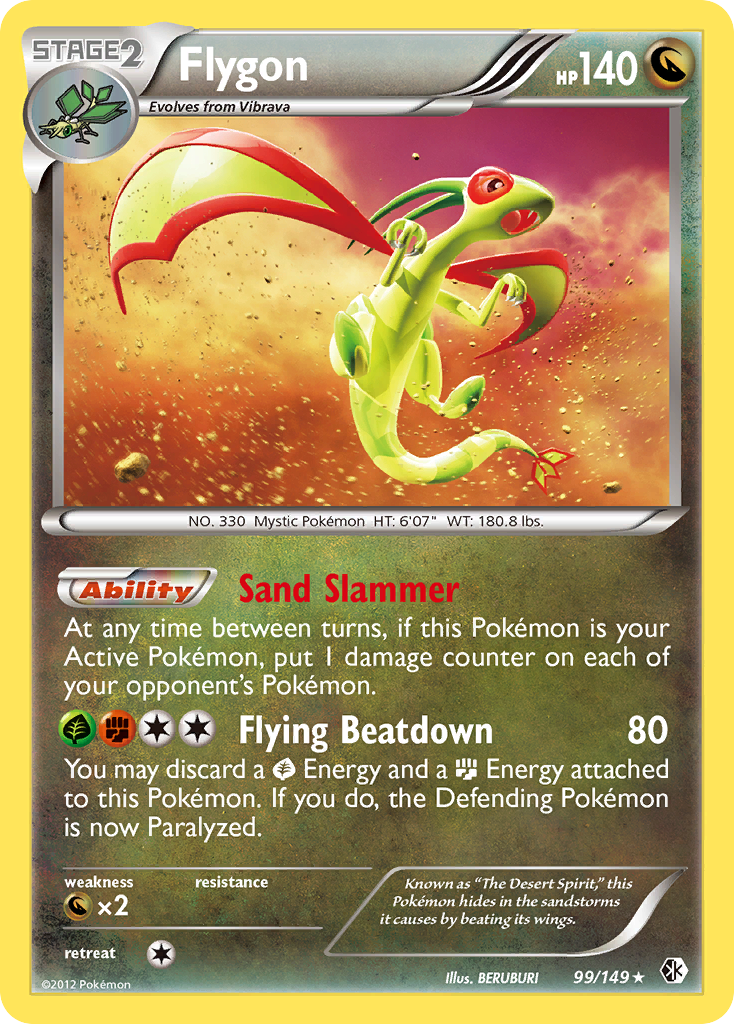 STAGE2
Flygon
HP140
Evolves from Vibrava
NO. 330 Mystic Pokémon HT: 6'07" WT: 180.8 lbs.
Ability Sand Slammer
At any time between turns, if this Pokémon is your
Active Pokémon, put 1 damage counter on each of
your opponent's Pokémon.
Flying Beatdown 80
You may discard a Energy and a Energy attached
to this Pokémon. If you do, the Defending Pokémon
is now Paralyzed.
weakness resistance
×2
retreat
Known as "The Desert Spirit," this
Pokémon hides in the sandstorms
it causes by beating its wings.
©2012 Pokémon
Illus. BERUBURI 99/149 ★